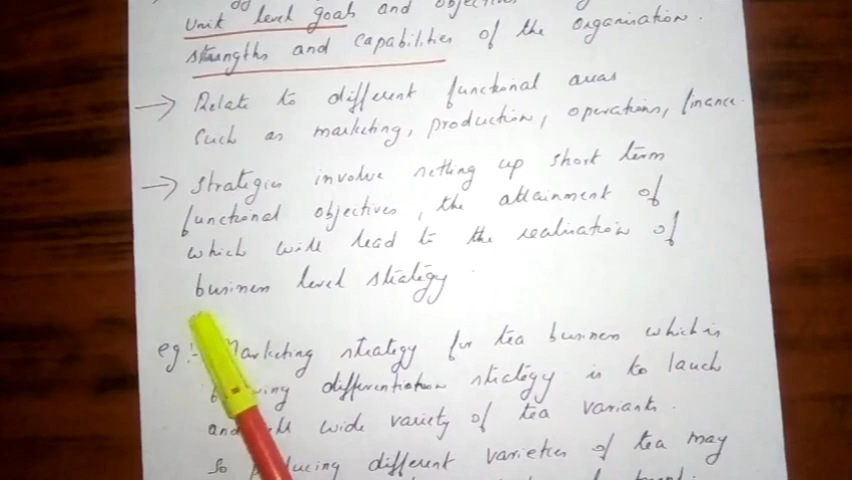 unit level goals and
strengths and capabilities of the organisation.
→ Relate to different functional areas
such as marketing, production, operations, finance.
→ Strategies involve setting up short term
functional objectives, the attainment of
which will lead to the realisation of
business level strategy
eg:- Marketing strategy for tea business which is
differentiation strategy is to lauch
and wide variety of tea variants.
So different varieties of tea may